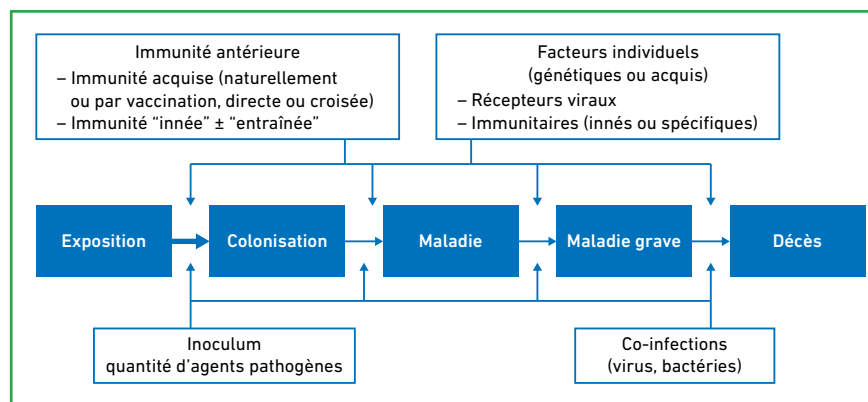 Immunité antérieure
– Immunité acquise (naturellement
ou par vaccination, directe ou croisée)
– Immunité “innée” ± “entraînée”
Facteurs individuels
(génétiques ou acquis)
– Récepteurs viraux
– Immunitaires (innés ou spécifiques)
Exposition
Colonisation
Maladie
Maladie grave
Décès
Inoculum
quantité d’agents pathogènes
Co-infections
(virus, bactéries)